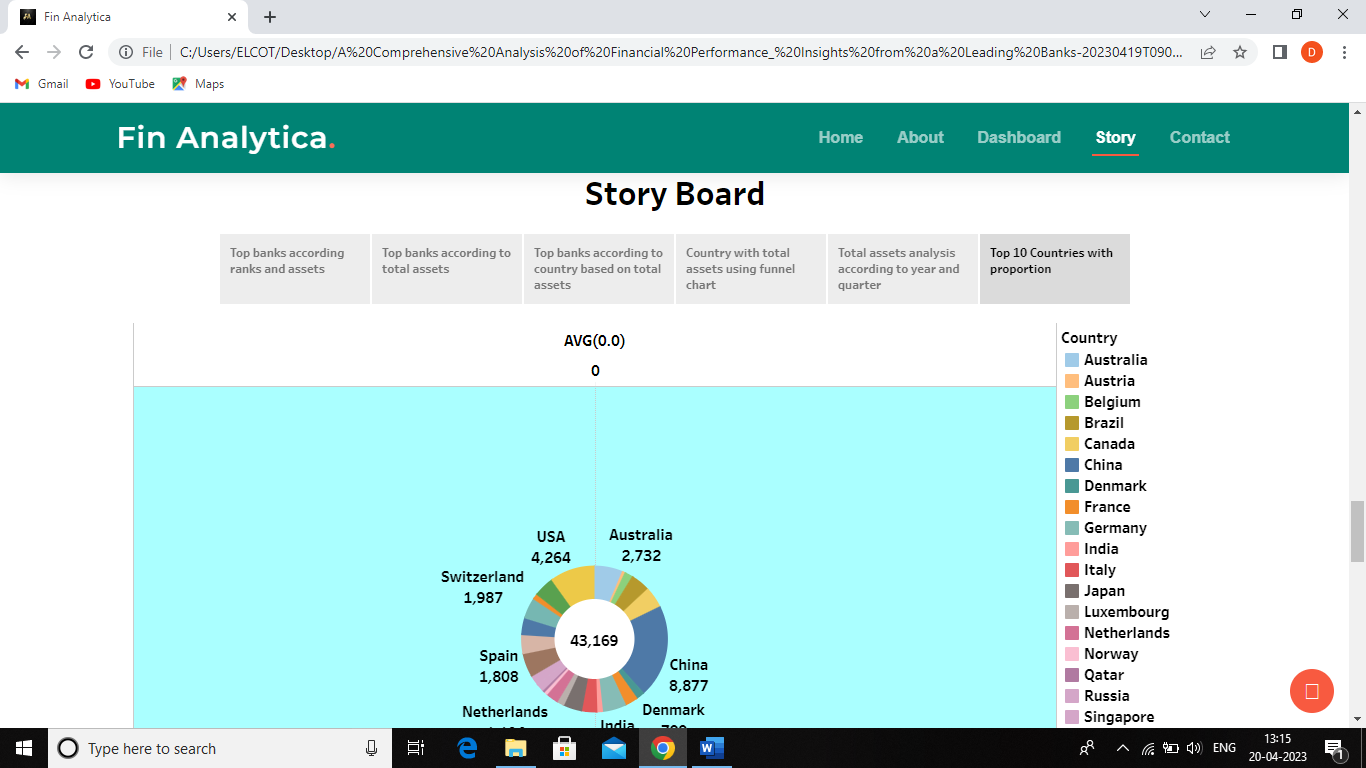 Fin Analytica
File
C:/Users/ELCOT/Desktop/A%20Comprehensive%20Analysis%20of%20Financial%20Performance_%20Insights%20from%20a%20Leading%20Banks-20230419T090...
D
Gmail YouTube Maps
Fin Analytica.
Home About Dashboard Story Contact
Story Board
Top banks according
ranks and assets
Top banks according to
total assets
Top banks according to
country based on total
assets
Country with total
assets using funnel
chart
Total assets analysis
according to year and
quarter
Top 10 Countries with
proportion
AVG(0.0)
0
USA
4,264
Australia
2,732
Switzerland
1,987
43,169
Spain
1,808
China
8,877
Netherlands
Denmark
India
Country
Australia
Austria
Belgium
Brazil
Canada
China
Denmark
France
Germany
India
Italy
Japan
Luxembourg
Netherlands
Norway
Qatar
Russia
Singapore
Type here to search
ENG
13:15
20-04-2023
1